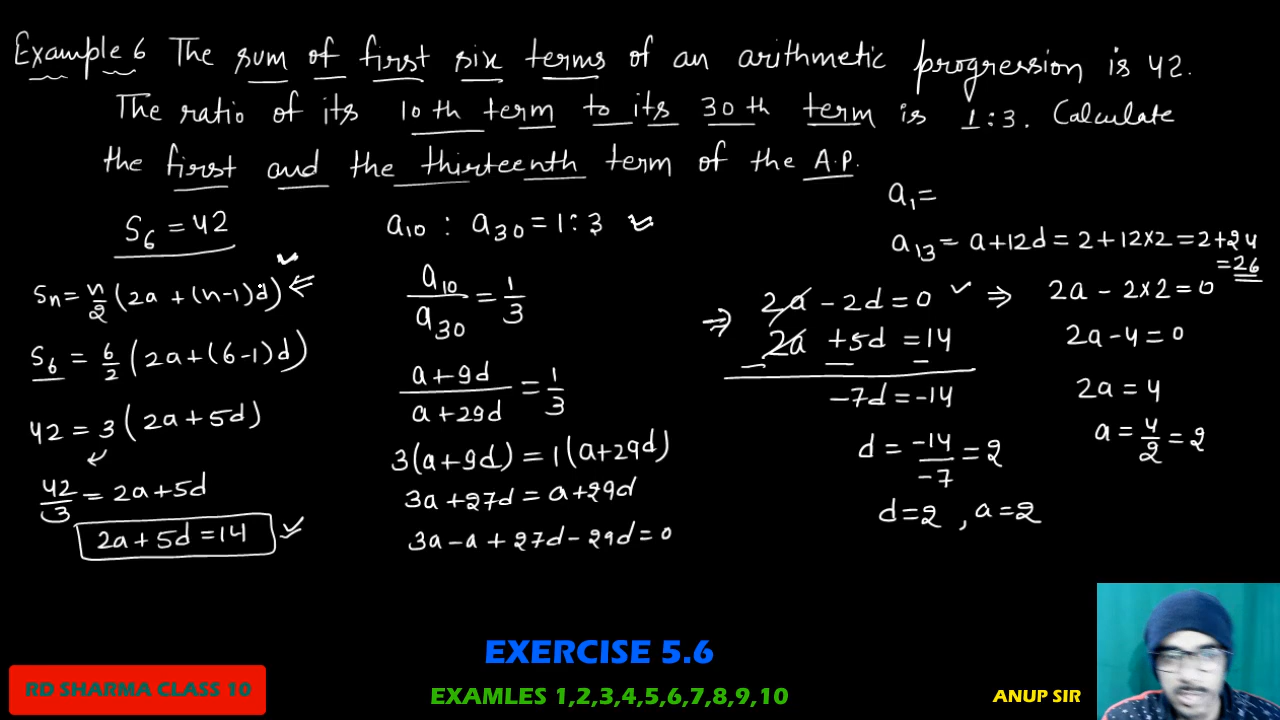 Example 6 The sum of first six terms of an arithmetic progression is 42.
The ratio of its 10th term to its 30th term is 1:3. Calculate
the first and the thirteenth term of the A.P.
S₆ = 42
Sn = n/2 (2a + (n-1)d)
S₆ = 6/2 (2a + (6-1)d)
42 = 3 (2a + 5d)
42/3 = 2a + 5d
2a + 5d = 14
a₁₀ : a₃₀ = 1:3
a₁₀/a₃₀ = 1/3
a+9d/a+29d = 1/3
3(a+9d) = 1(a+29d)
3a + 27d = a + 29d
3a - a + 27d - 29d = 0
a₁ =
a₁₃ = a+12d = 2+12×2 = 2+24
= 26
⇒ 2a - 2d = 0
2a + 5d = 14
- - -
-7d = -14
d = -14/-7 = 2
d = 2 , a = 2
⇒ 2a - 2×2 = 0
2a - 4 = 0
2a = 4
a = 4/2 = 2
EXERCISE 5.6
RD SHARMA CLASS 10
EXAMLES 1,2,3,4,5,6,7,8,9,10
ANUP SIR